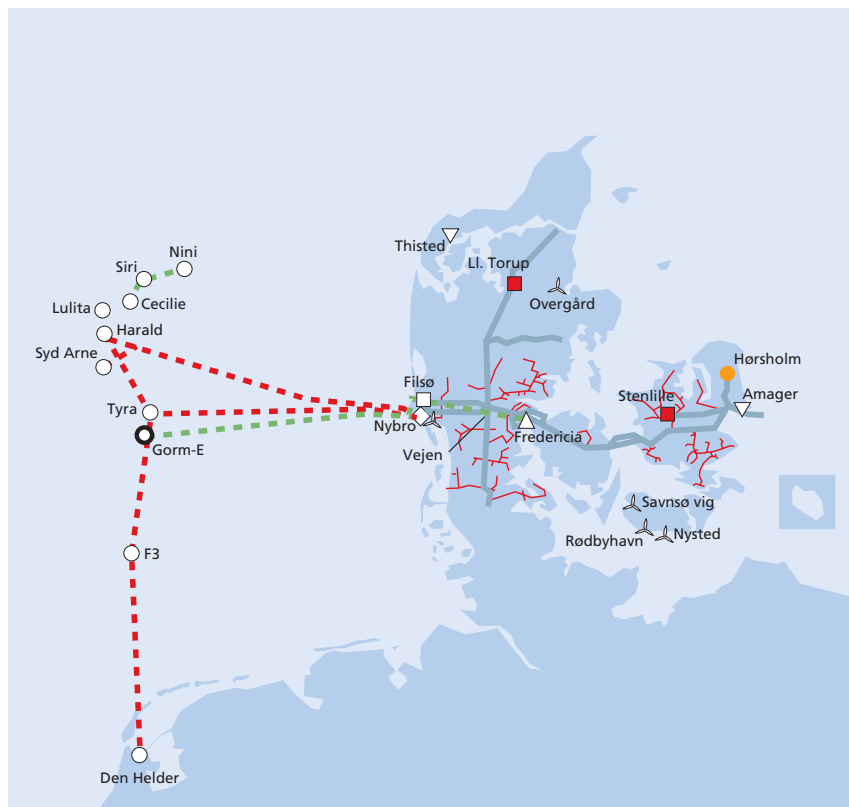 Thisted
Nini
Siri
Ll. Torup
Cecilie
Overgård
Lulita
Harald
Syd Arne
Hørsholm
Filsø
Stenlille
Amager
Tyra
Nybro
Fredericia
Gorm-E
Vejen
Savnsø vig
Rødbyhavn
Nysted
F3
Den Helder